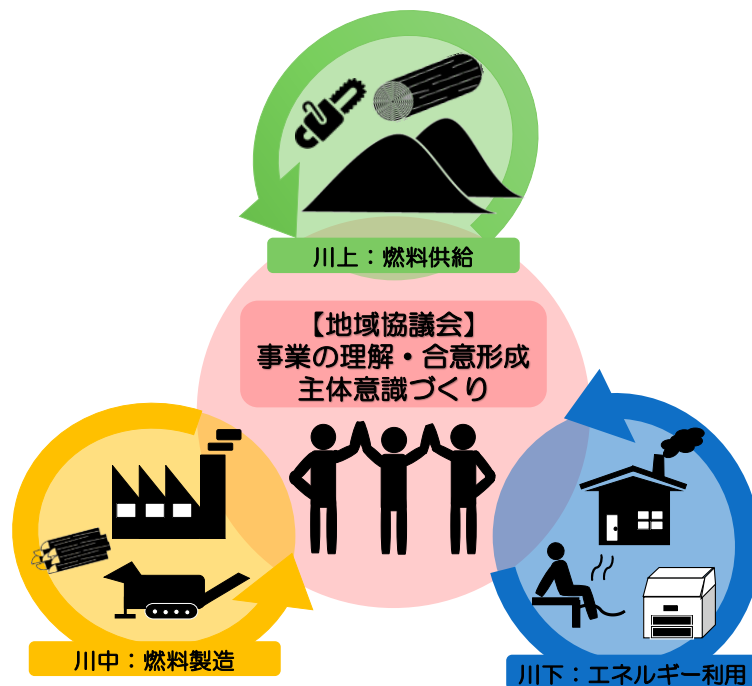 川上：燃料供給
【地域協議会】
事業の理解・合意形成
主体意識づくり
川中：燃料製造
川下：エネルギー利用